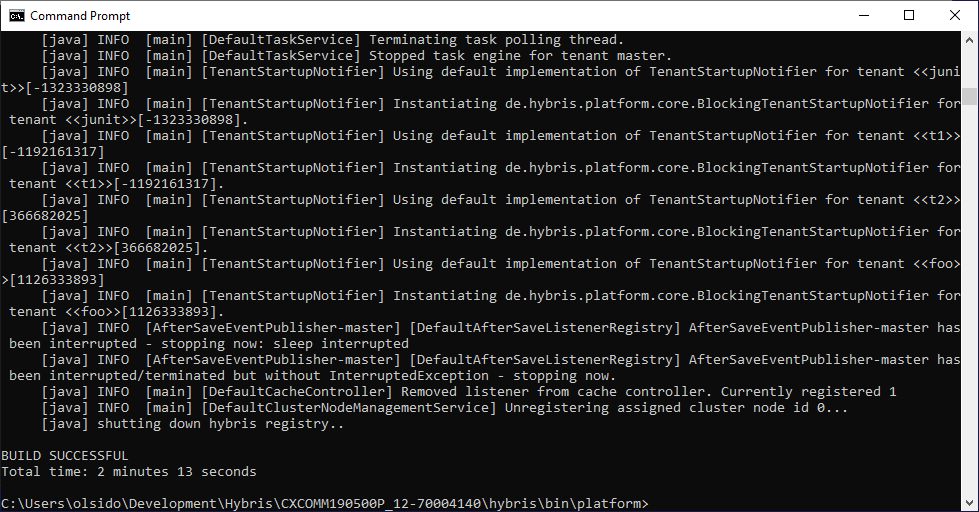 Command Prompt
[java] INFO  [main] [DefaultTaskService] Terminating task polling thread.
[java] INFO  [main] [DefaultTaskService] Stopped task engine for tenant master.
[java] INFO  [main] [TenantStartupNotifier] Using default implementation of TenantStartupNotifier for tenant <<juni
t>>[-1323330898]
[java] INFO  [main] [TenantStartupNotifier] Instantiating de.hybris.platform.core.BlockingTenantStartupNotifier for
tenant <<junit>>[-1323330898].
[java] INFO  [main] [TenantStartupNotifier] Using default implementation of TenantStartupNotifier for tenant <<t1>>
[-1192161317]
[java] INFO  [main] [TenantStartupNotifier] Instantiating de.hybris.platform.core.BlockingTenantStartupNotifier for
tenant <<t1>>[-1192161317].
[java] INFO  [main] [TenantStartupNotifier] Using default implementation of TenantStartupNotifier for tenant <<t2>>
[366682025]
[java] INFO  [main] [TenantStartupNotifier] Instantiating de.hybris.platform.core.BlockingTenantStartupNotifier for
tenant <<t2>>[366682025].
[java] INFO  [main] [TenantStartupNotifier] Using default implementation of TenantStartupNotifier for tenant <<foo>
>[1126333893]
[java] INFO  [main] [TenantStartupNotifier] Instantiating de.hybris.platform.core.BlockingTenantStartupNotifier for
tenant <<foo>>[1126333893].
[java] INFO  [AfterSaveEventPublisher-master] [DefaultAfterSaveListenerRegistry] AfterSaveEventPublisher-master has
been interrupted - stopping now: sleep interrupted
[java] INFO  [AfterSaveEventPublisher-master] [DefaultAfterSaveListenerRegistry] AfterSaveEventPublisher-master has
been interrupted/terminated but without InterruptedException - stopping now.
[java] INFO  [main] [DefaultCacheController] Removed listener from cache controller. Currently registered 1
[java] INFO  [main] [DefaultClusterNodeManagementService] Unregistering assigned cluster node id 0...
[java] shutting down hybris registry..
BUILD SUCCESSFUL
Total time: 2 minutes 13 seconds
C:\Users\olsido\Development\Hybris\CXCOMM190500P_12-70004140\hybris\bin\platform>